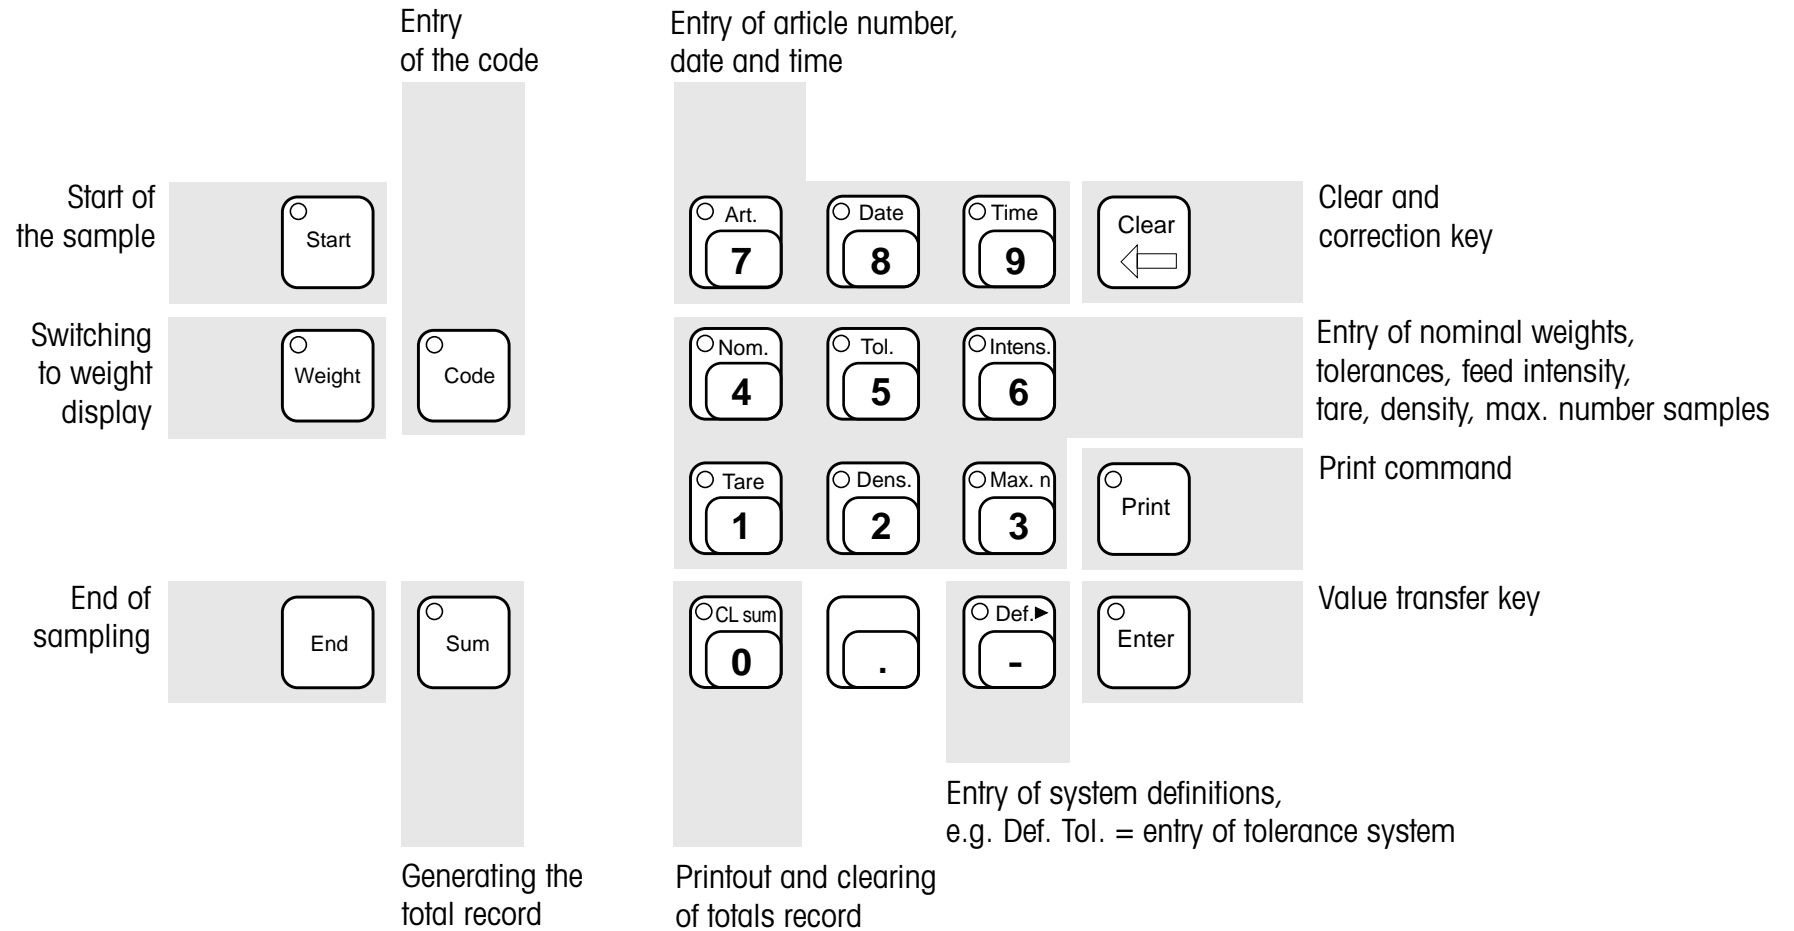 Entry
of the code
Entry of article number,
date and time
Start of
the sample
Start
Art.
7
Date
8
Time
9
Clear
Clear and
correction key
Switching
to weight
display
Weight
Code
Nom.
4
Tol.
5
Intens.
6
Entry of nominal weights,
tolerances, feed intensity,
tare, density, max. number samples
Tare
1
Dens.
2
Max. n
3
Print
Print command
End of
sampling
End
Sum
CL sum
0
.
Def.
-
Enter
Value transfer key
Entry of system definitions,
e.g. Def. Tol. = entry of tolerance system
Generating the
total record
Printout and clearing
of totals record